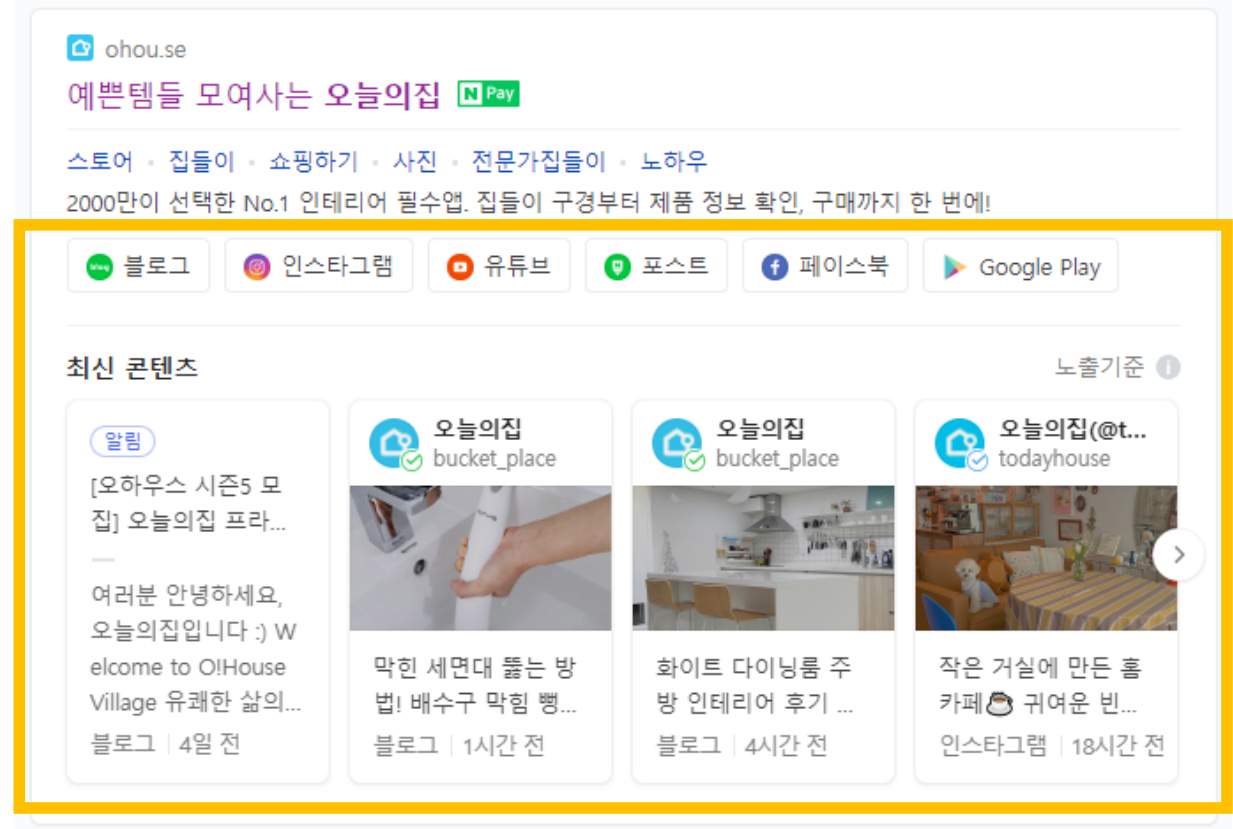 ohou.se
예쁜템들 모여사는 오늘의집 N Pay
스토어 · 집들이 · 쇼핑하기 · 사진 · 전문가집들이 · 노하우
2000만이 선택한 No.1 인테리어 필수앱. 집들이 구경부터 제품 정보 확인, 구매까지 한 번에!
blog 블로그 인스타그램 유튜브 포스트 페이스북 Google Play
최신 콘텐츠 노출기준
알림
[오하우스 시즌5 모
집] 오늘의집 프라...
여러분 안녕하세요,
오늘의집입니다 :) W
elcome to O!House
Village 유쾌한 삶의...
블로그 4일 전
오늘의집
bucket_place
막힌 세면대 뚫는 방
법! 배수구 막힘 뻥...
블로그 1시간 전
오늘의집
bucket_place
화이트 다이닝룸 주
방 인테리어 후기 ...
블로그 4시간 전
오늘의집(@t...
todayhouse
작은 거실에 만든 홈
카페☕ 귀여운 빈...
인스타그램 18시간 전